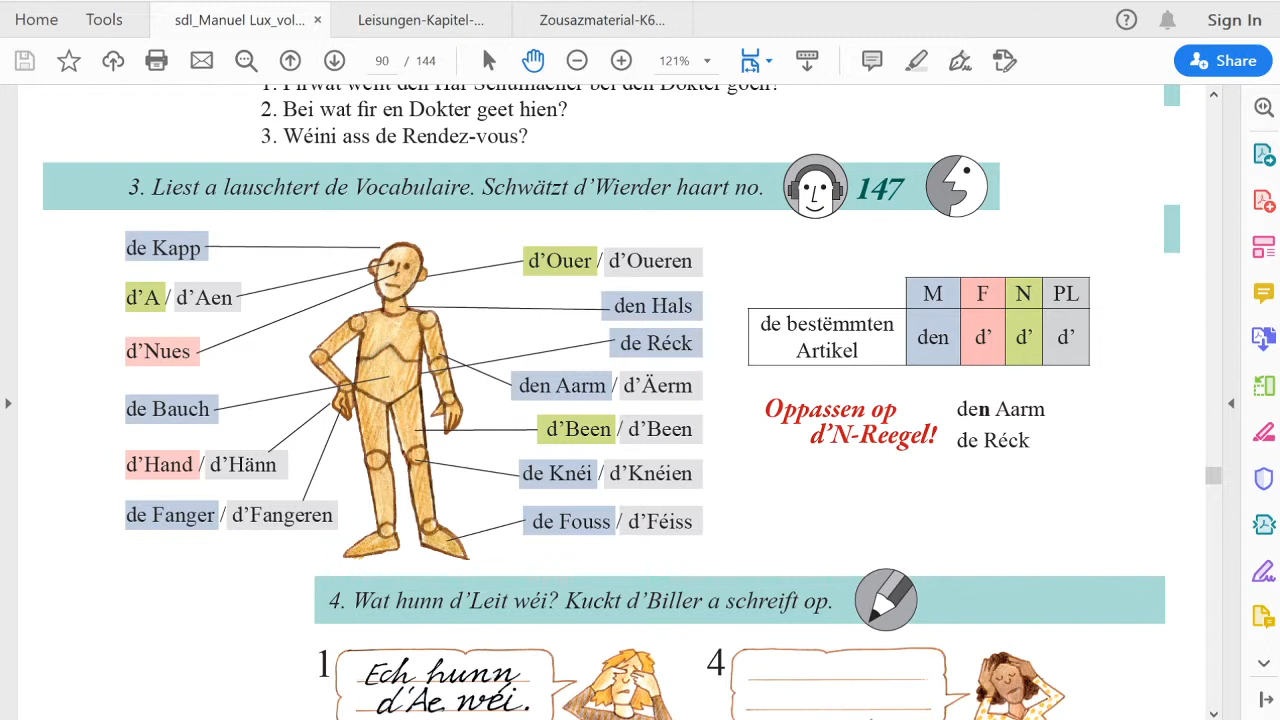 Home
Tools
sdl_Manuel Lux_vol... ×
Leisungen-Kapitel-...
Zousazmaterial-K6...
Sign In
90 / 144
121%
Share
2. Bei wat fir en Dokter geet hien?
3. Wéini ass de Rendez-vous?
3. Liest a lauschtert de Vocabulaire. Schwätzt d’Wierder haart no.
147
de Kapp
d’A / d’Aen
d’Nues
de Bauch
d’Hand / d’Hänn
de Fanger / d’Fangeren
d’Ouer / d’Oueren
den Hals
de Réck
den Aarm / d’Äerm
d’Been / d’Been
de Knéi / d’Knéien
de Fouss / d’Féiss
M F N PL
de bestëmmten
Artikel
den d’ d’ d’
Oppassen op
d’N-Reegel!
den Aarm
de Réck
4. Wat hunn d’Leit wéi? Kuckt d’Biller a schreift op.
1
Ech hunn
d’Ae wéi.
4